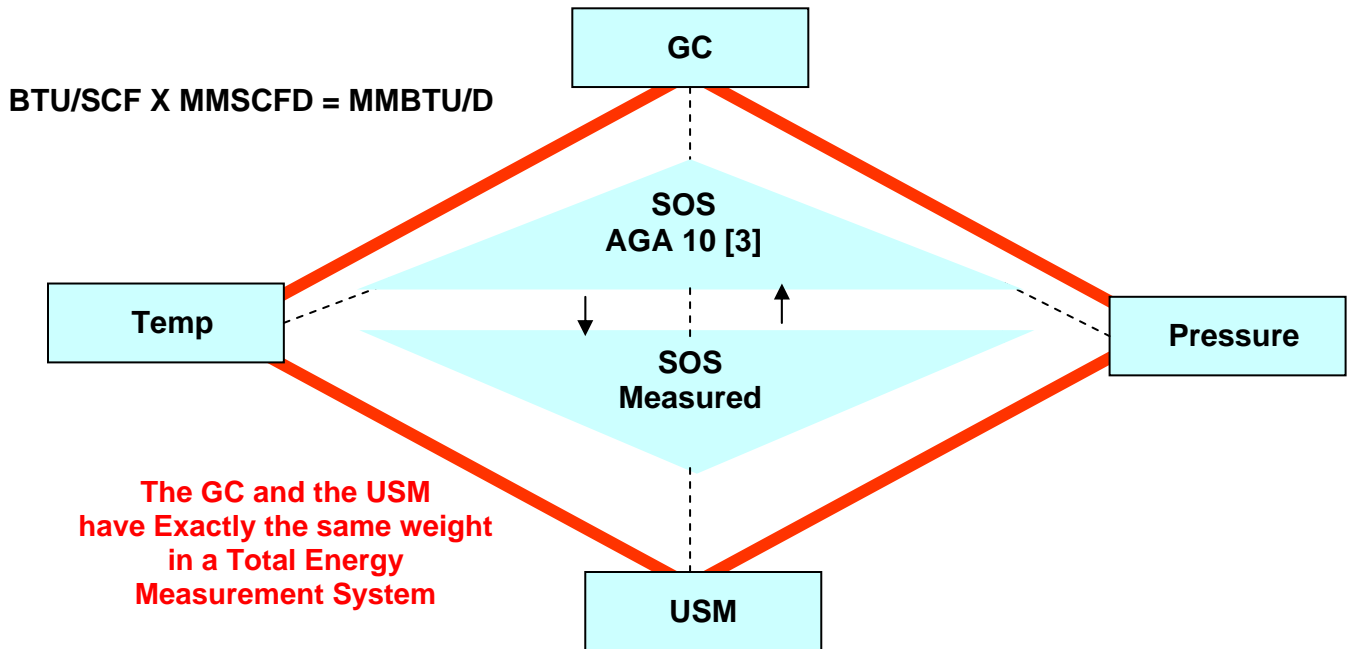 GC
BTU/SCF X MMSCFD = MMBTU/D
SOS
AGA 10 [3]
Temp
Pressure
SOS
Measured
The GC and the USM
have Exactly the same weight
in a Total Energy
Measurement System
USM